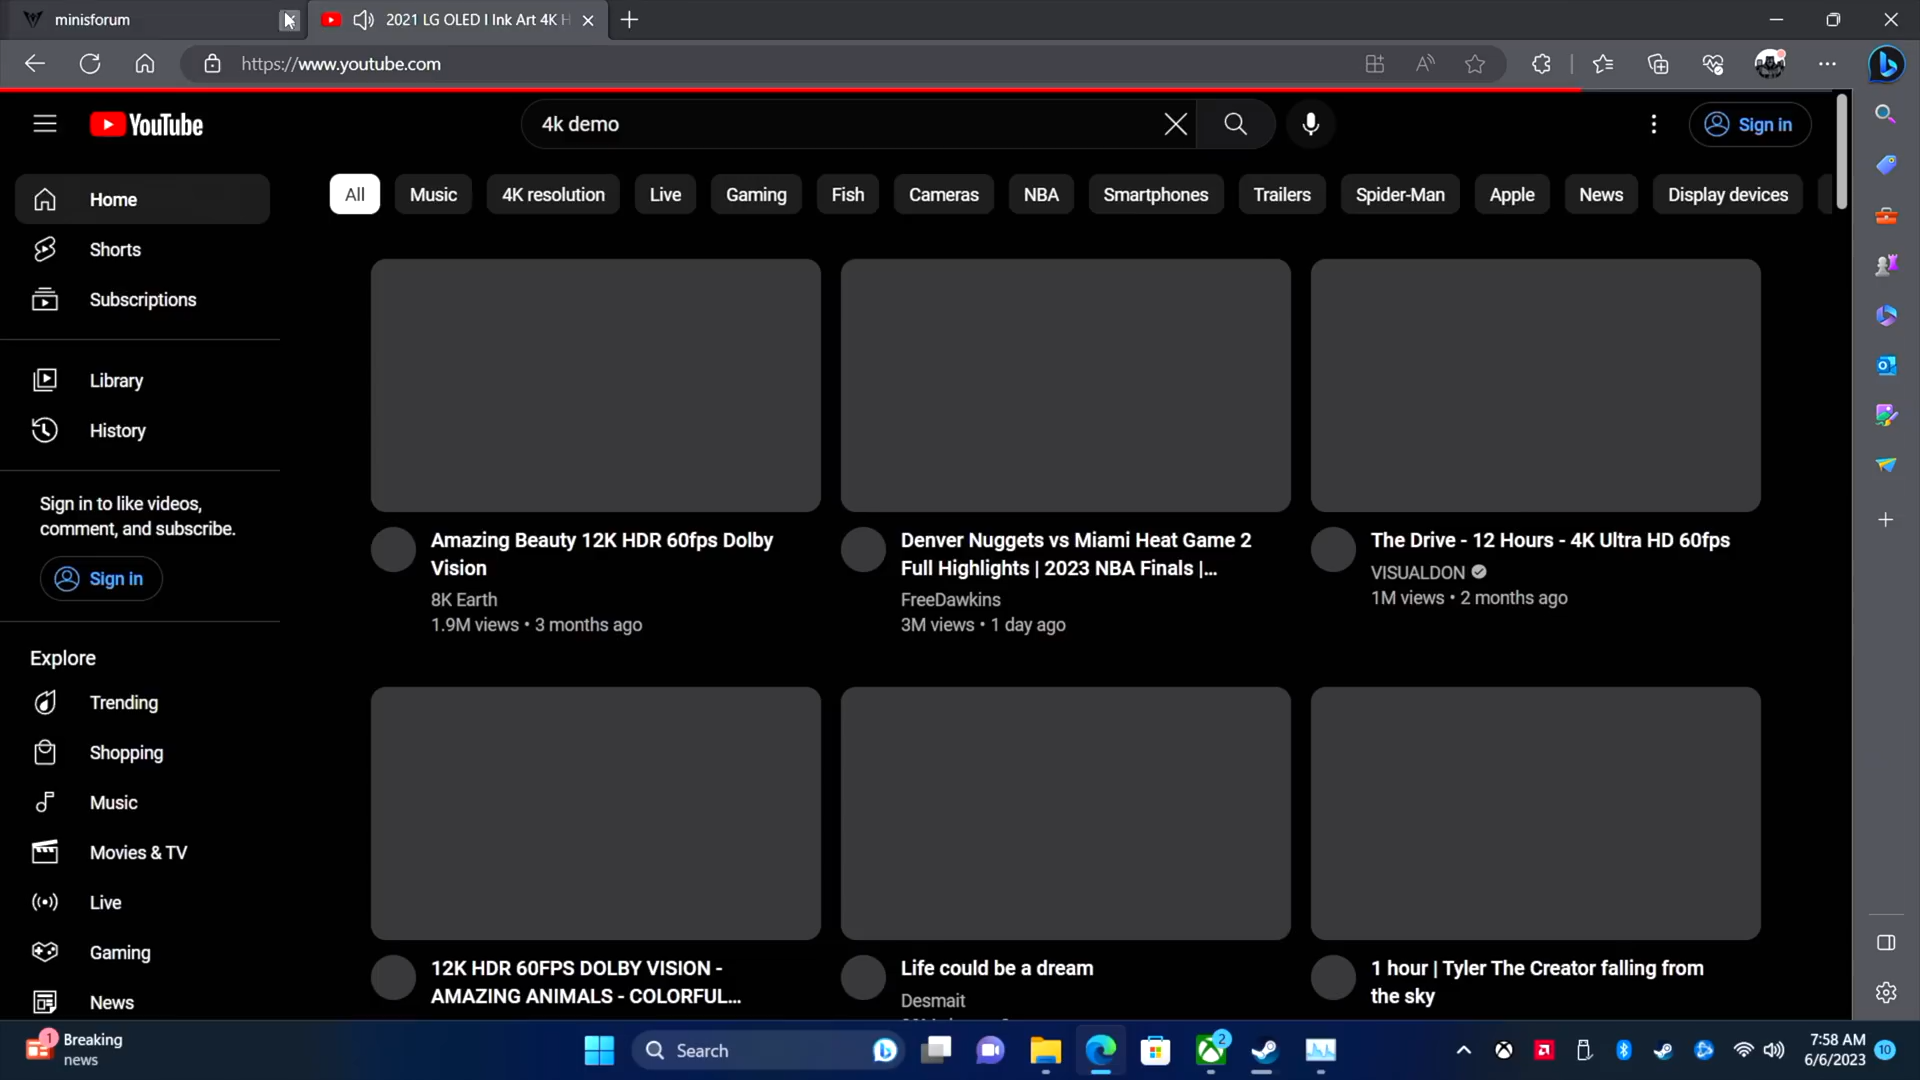 minisforum
2021 LG OLED l Ink Art 4K H
https://www.youtube.com
YouTube
4k demo
Sign in
Home
Shorts
Subscriptions
Library
History
Sign in to like videos,
comment, and subscribe.
Sign in
Explore
Trending
Shopping
Music
Movies & TV
Live
Gaming
News
All
Music
4K resolution
Live
Gaming
Fish
Cameras
NBA
Smartphones
Trailers
Spider-Man
Apple
News
Display devices
Amazing Beauty 12K HDR 60fps Dolby
Vision
8K Earth
1.9M views • 3 months ago
Denver Nuggets vs Miami Heat Game 2
Full Highlights | 2023 NBA Finals |...
FreeDawkins
3M views • 1 day ago
The Drive - 12 Hours - 4K Ultra HD 60fps
VISUALDON
1M views • 2 months ago
12K HDR 60FPS DOLBY VISION -
AMAZING ANIMALS - COLORFUL...
Life could be a dream
Desmait
1 hour | Tyler The Creator falling from
the sky
1
Breaking
news
Search
2
7:58 AM
6/6/2023
10